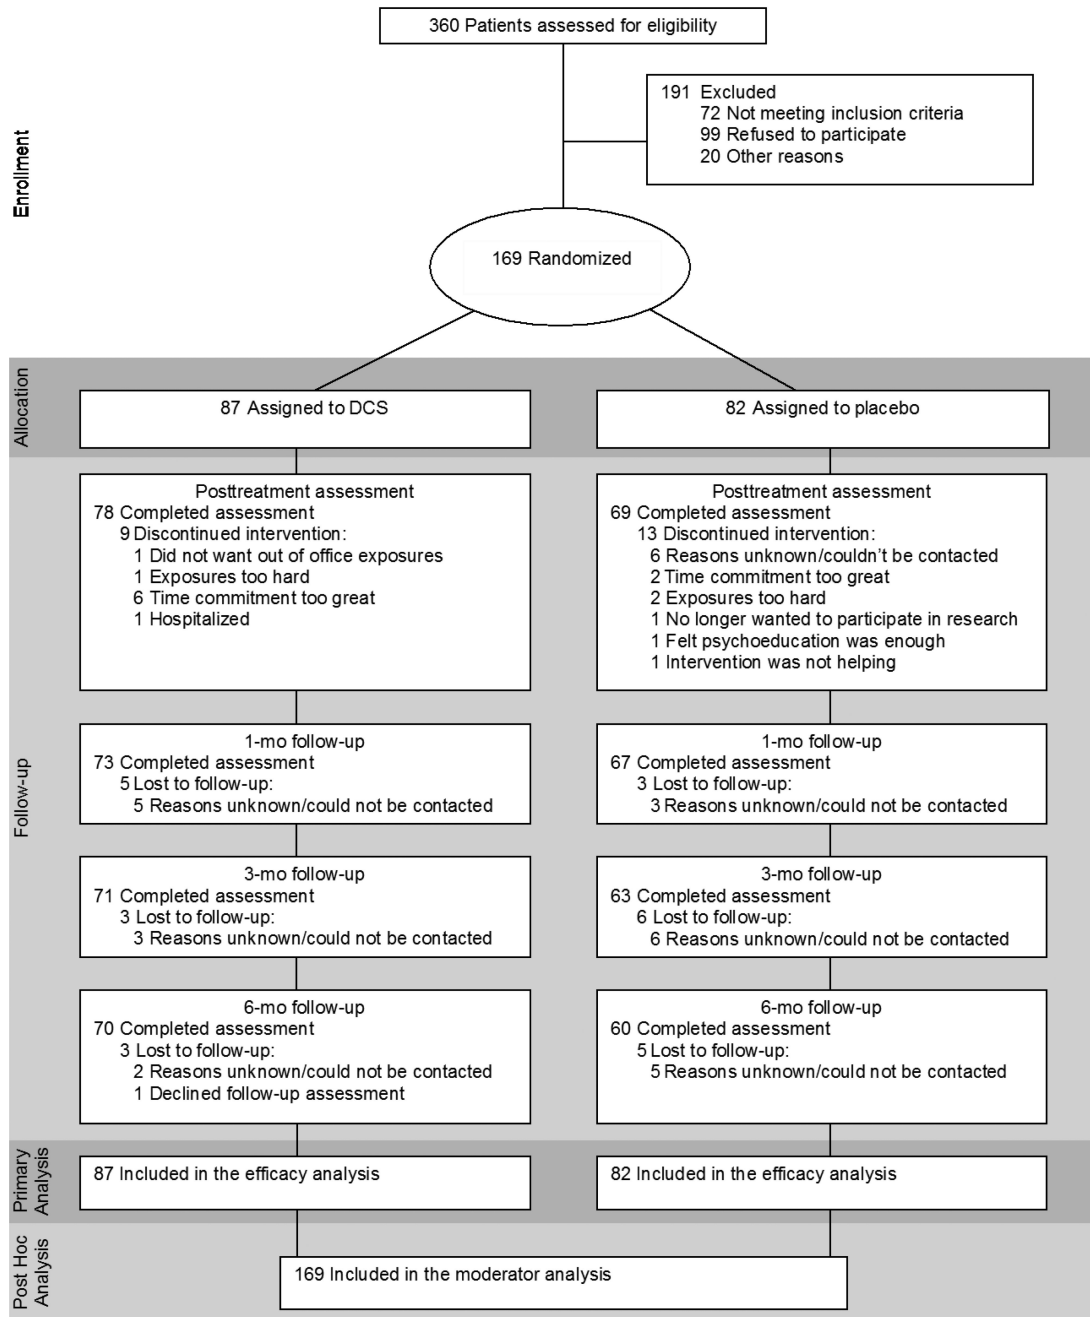 360 Patients assessed for eligibility
191 Excluded
72 Not meeting inclusion criteria
99 Refused to participate
20 Other reasons
Enrollment
169 Randomized
Allocation
87 Assigned to DCS
82 Assigned to placebo
Follow-up
Posttreatment assessment
78 Completed assessment
9 Discontinued intervention:
1 Did not want out of office exposures
1 Exposures too hard
6 Time commitment too great
1 Hospitalized
Posttreatment assessment
69 Completed assessment
13 Discontinued intervention:
6 Reasons unknown/couldn't be contacted
2 Time commitment too great
2 Exposures too hard
1 No longer wanted to participate in research
1 Felt psychoeducation was enough
1 Intervention was not helping
1-mo follow-up
73 Completed assessment
5 Lost to follow-up:
5 Reasons unknown/could not be contacted
1-mo follow-up
67 Completed assessment
3 Lost to follow-up:
3 Reasons unknown/could not be contacted
3-mo follow-up
71 Completed assessment
3 Lost to follow-up:
3 Reasons unknown/could not be contacted
3-mo follow-up
63 Completed assessment
6 Lost to follow-up:
6 Reasons unknown/could not be contacted
6-mo follow-up
70 Completed assessment
3 Lost to follow-up:
2 Reasons unknown/could not be contacted
1 Declined follow-up assessment
6-mo follow-up
60 Completed assessment
5 Lost to follow-up:
5 Reasons unknown/could not be contacted
Primary
Analysis
87 Included in the efficacy analysis
82 Included in the efficacy analysis
Post Hoc
Analysis
169 Included in the moderator analysis